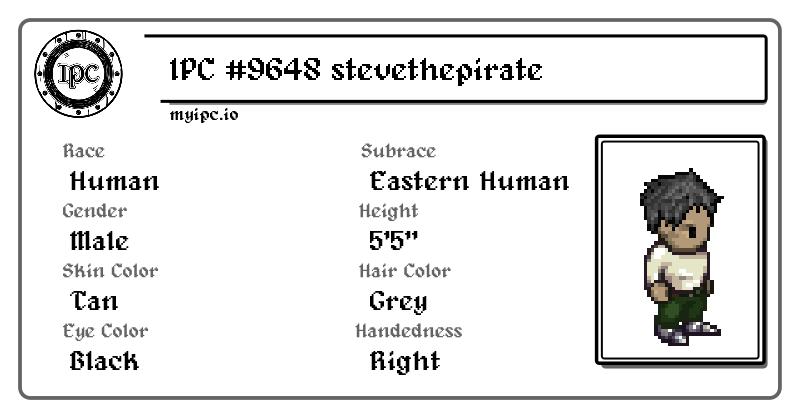 IPC
IPC #9648 stevethepirate
myipc.io
Race
Subrace
Human
Eastern Human
Gender
Height
Male
5'5"
Skin Color
Hair Color
Tan
Grey
Eye Color
Handedness
Black
Right